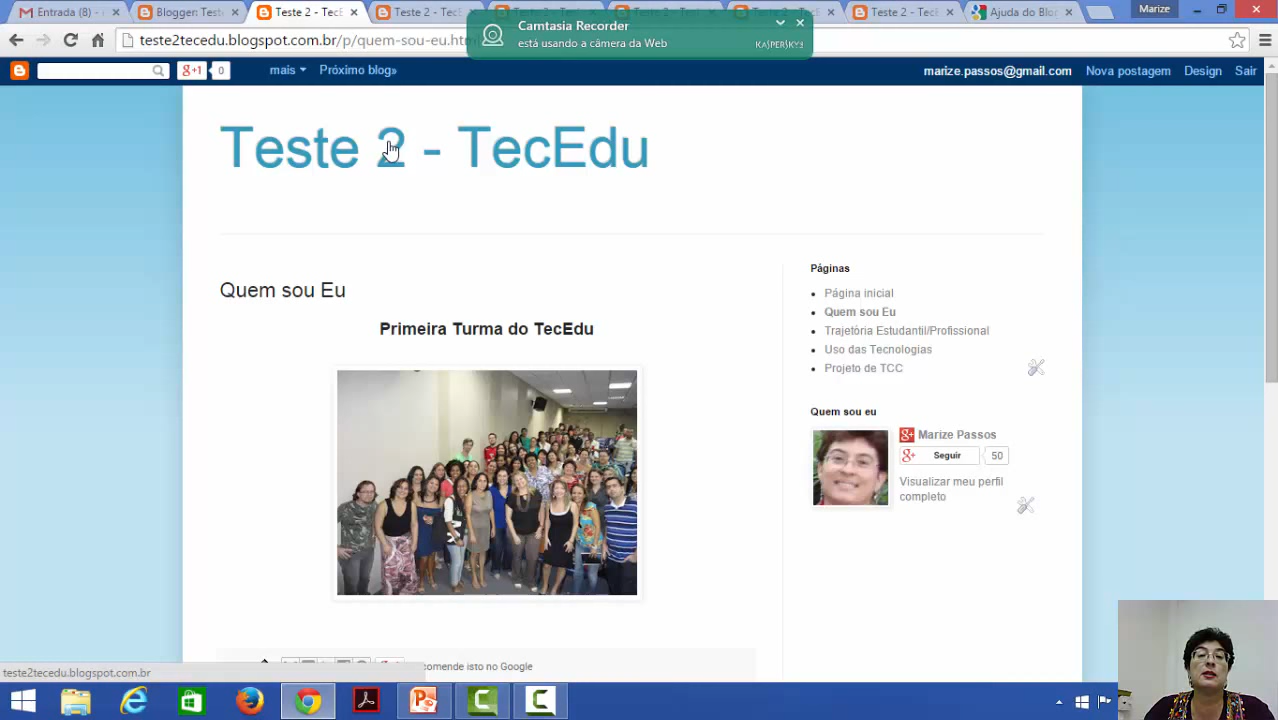 Entrada (4
Blogger: En
Teste 2 - TecE
Teste 2 - Tec
Teste 2 - Tec
Ajuda do Blo
Marize
teste2tecedu.blogspot.com.br/p/quem-sou-eu.htm
Camtasia Recorder
está usando a câmera da Web
KASPERSKY
+1
0
mais
Próximo blog»
marize.passos@gmail.com
Nova postagem
Design
Sair
Teste 2 - TecEdu
Quem sou Eu
Primeira Turma do TecEdu
Páginas
Página inicial
Quem sou Eu
Trajetória Estudantil/Profissional
Uso das Tecnologias
Projeto de TCC
Quem sou eu
Marize Passos
Seguir
50
Visualizar meu perfil
completo
comende isto no Google
teste2tecedu.blogspot.com.br